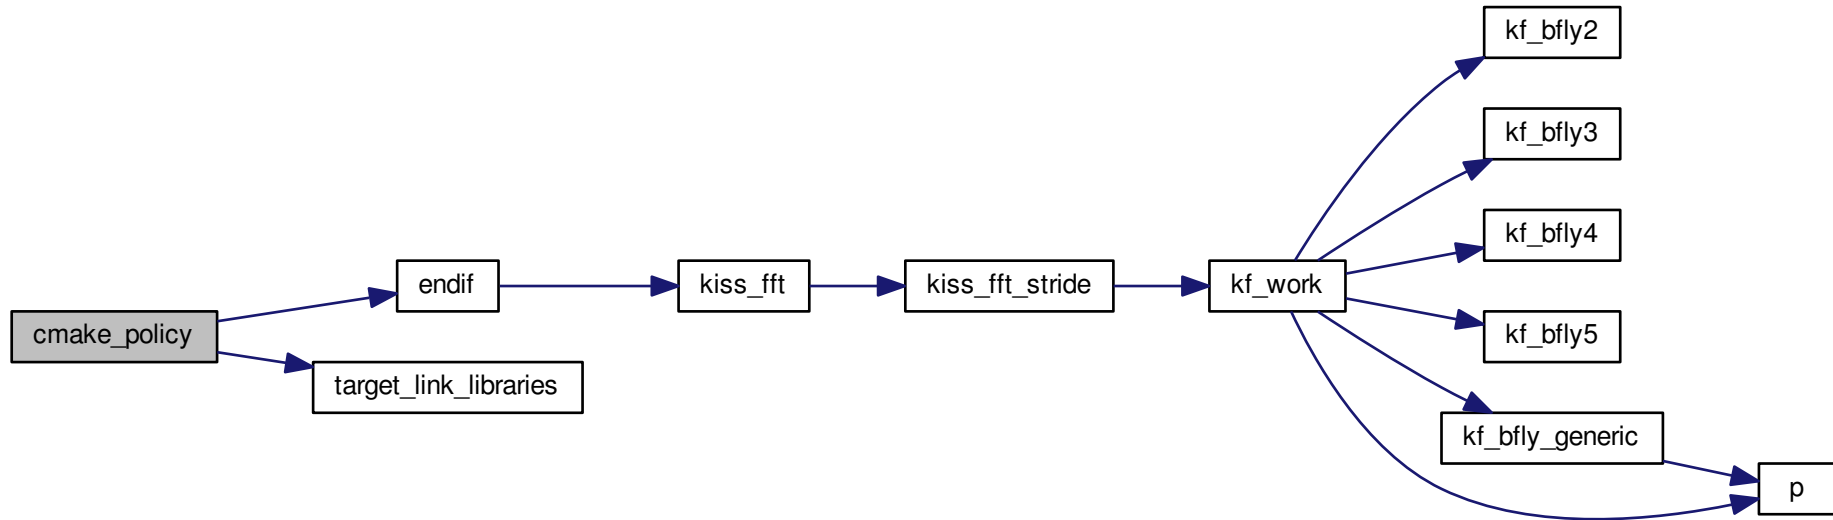 cmake_policy
endif
target_link_libraries
kiss_fft
kiss_fft_stride
kf_work
kf_bfly2
kf_bfly3
kf_bfly4
kf_bfly5
kf_bfly_generic
p